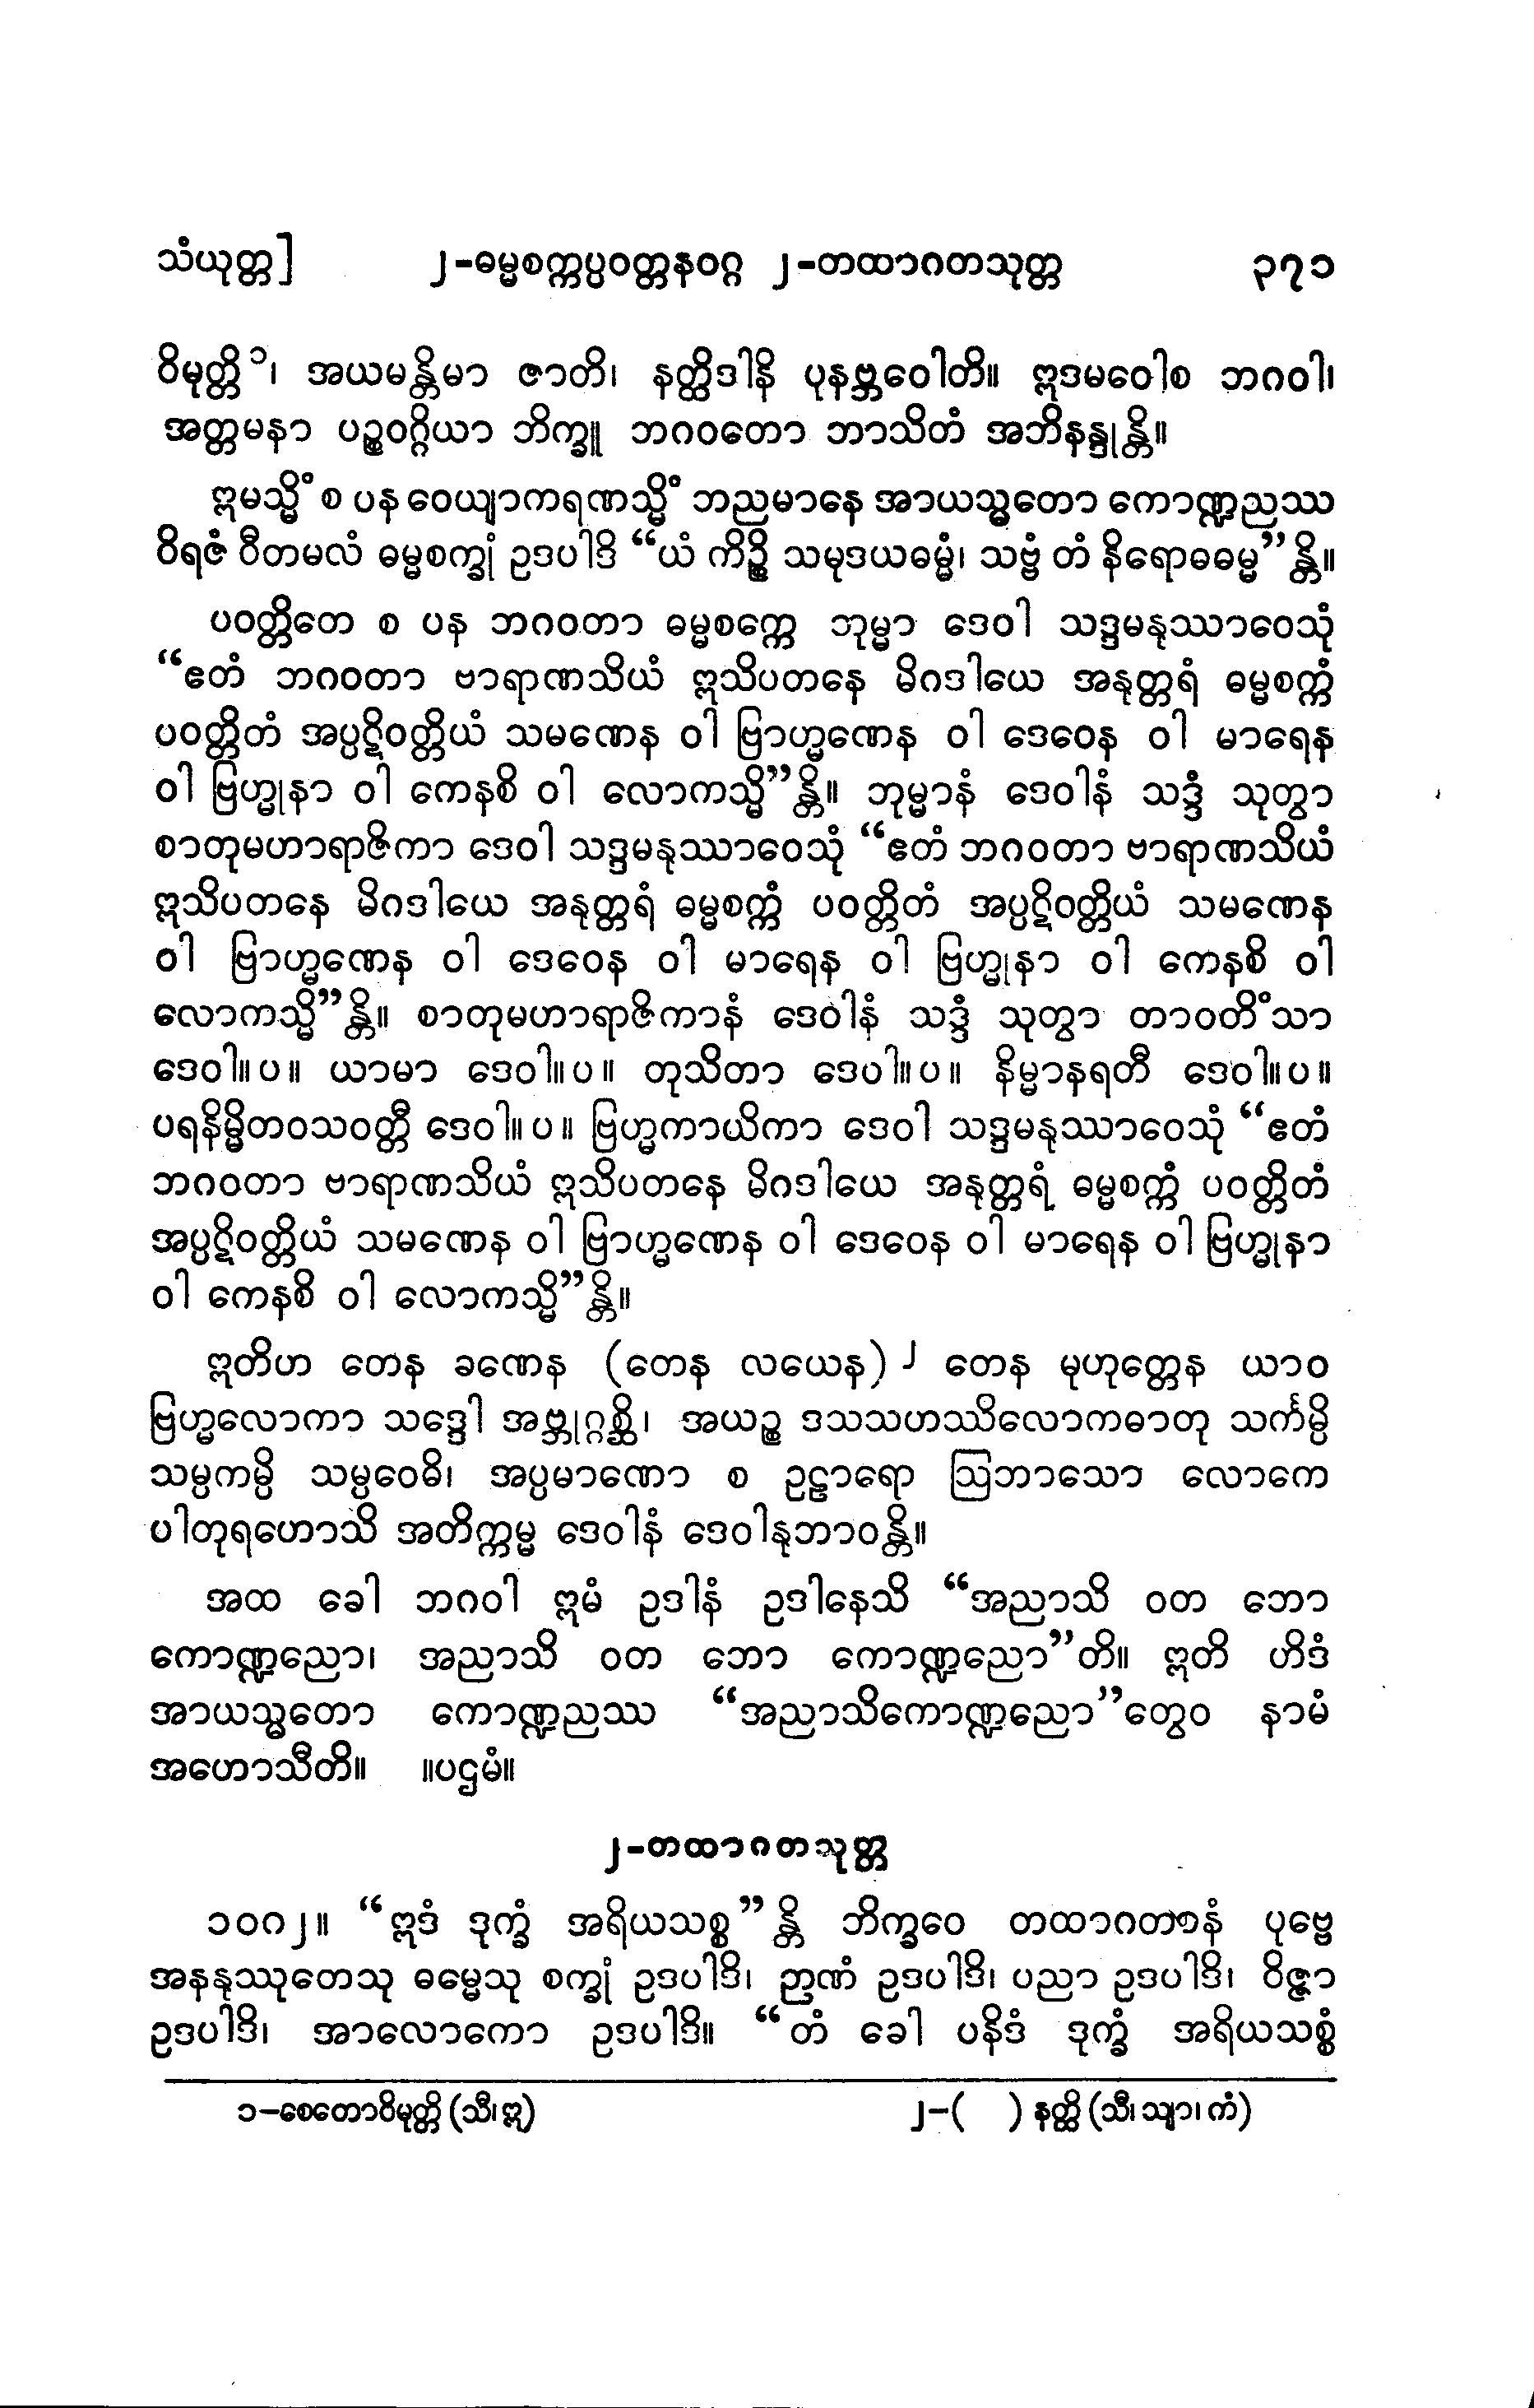 သံယုတ္တ] ၂-ဓမ္မစက္ကပ္ပဝတ္တနဝဂ္ဂ ၂-တထာဂတသုတ္တ ၃၇၁
ဝိမုတ္တိ ၁၊ အယမန္တိမာ ဇာတိ၊ နတ္ထိဒါနိ ပုနဗ္ဘဝေါတိ။ ဣဒမဝေါစ ဘဂဝါ၊
အတ္တမနာ ပဉ္စဝဂ္ဂိယာ ဘိက္ခူ ဘဂဝတော ဘာသိတံ အဘိနန္ဒုန္တိ။
ဣမသ္မိံ စ ပန ဝေယျာကရဏသ္မိံ ဘညမာနေ အာယသ္မတော ကောဏ္ဍညဿ
ဝိရဇံ ဝီတမလံ ဓမ္မစက္ခုံ ဥဒပါဒိ “ယံ ကိဉ္စိ သမုဒယဓမ္မံ၊ သဗ္ဗံ တံ နိရောဓဓမ္မ”န္တိ။
ပဝတ္တိတေ စ ပန ဘဂဝတာ ဓမ္မစက္ကေ ဘုမ္မာ ဒေဝါ သဒ္ဒမနုဿာဝေသုံ
“ဧတံ ဘဂဝတာ ဗာရာဏသိယံ ဣသိပတနေ မိဂဒါယေ အနုတ္တရံ ဓမ္မစက္ကံ
ပဝတ္တိတံ အပ္ပဋိဝတ္တိယံ သမဏေန ဝါ ဗြာဟ္မဏေန ဝါ ဒေဝေန ဝါ မာရေန
ဝါ ဗြဟ္မုနာ ဝါ ကေနစိ ဝါ လောကသ္မိ”န္တိ။ ဘုမ္မာနံ ဒေဝါနံ သဒ္ဒံ သုတွာ
စာတုမဟာရာဇိကာ ဒေဝါ သဒ္ဒမနုဿာဝေသုံ “ဧတံ ဘဂဝတာ ဗာရာဏသိယံ
ဣသိပတနေ မိဂဒါယေ အနုတ္တရံ ဓမ္မစက္ကံ ပဝတ္တိတံ အပ္ပဋိဝတ္တိယံ သမဏေန
ဝါ ဗြာဟ္မဏေန ဝါ ဒေဝေန ဝါ မာရေန ဝါ ဗြဟ္မုနာ ဝါ ကေနစိ ဝါ
လောကသ္မိ”န္တိ။ စာတုမဟာရာဇိကာနံ ဒေဝါနံ သဒ္ဒံ သုတွာ တာဝတိံသာ
ဒေဝါ။ပ။ ယာမာ ဒေဝါ။ပ။ တုသိတာ ဒေဝါ။ပ။ နိမ္မာနရတီ ဒေဝါ။ပ။
ပရနိမ္မိတဝသဝတ္တီ ဒေဝါ။ပ။ ဗြဟ္မကာယိကာ ဒေဝါ သဒ္ဒမနုဿာဝေသုံ “ဧတံ
ဘဂဝတာ ဗာရာဏသိယံ ဣသိပတနေ မိဂဒါယေ အနုတ္တရံ ဓမ္မစက္ကံ ပဝတ္တိတံ
အပ္ပဋိဝတ္တိယံ သမဏေန ဝါ ဗြာဟ္မဏေန ဝါ ဒေဝေန ဝါ မာရေန ဝါ ဗြဟ္မုနာ
ဝါ ကေနစိ ဝါ လောကသ္မိ”န္တိ။
ဣတိဟ တေန ခဏေန (တေန လယေန) ၂ တေန မုဟုတ္တေန ယာဝ
ဗြဟ္မလောကာ သဒ္ဒေါ အဗ္ဘုဂ္ဂစ္ဆိ၊ အယဉ္စ ဒသသဟဿိလောကဓာတု သင်္ကမ္ပိ
သမ္ပကမ္ပိ သမ္ပဝေဓိ၊ အပ္ပမာဏော စ ဥဠာရော ဩဘာသော လောကေ
ပါတုရဟောသိ အတိက္ကမ္မ ဒေဝါနံ ဒေဝါနုဘာဝန္တိ။
အထ ခေါ ဘဂဝါ ဣမံ ဥဒါနံ ဥဒါနေသိ “အညာသိ ဝတ ဘော
ကောဏ္ဍညော၊ အညာသိ ဝတ ဘော ကောဏ္ဍညော”တိ။ ဣတိ ဟိဒံ
အာယသ္မတော ကောဏ္ဍညဿ “အညာသိကောဏ္ဍညော”တွေဝ နာမံ
အဟောသီတိ။ ။ပဌမံ။
၂-တထာဂတသုတ္တ
၁၀၈၂။ “ဣဒံ ဒုက္ခံ အရိယသစ္စ”န္တိ ဘိက္ခဝေ တထာဂတာနံ ပုဗ္ဗေ
အနနုဿုတေသု ဓမ္မေသု စက္ခုံ ဥဒပါဒိ၊ ဉာဏံ ဥဒပါဒိ၊ ပညာ ဥဒပါဒိ၊ ဝိဇ္ဇာ
ဥဒပါဒိ၊ အာလောကော ဥဒပါဒိ။ “တံ ခေါ ပနိဒံ ဒုက္ခံ အရိယသစ္စံ
၁-စေတောဝိမုတ္တိ (သီ၊ ဣ) ၂-( ) နတ္ထိ (သီ၊ သျာ၊ ကံ)